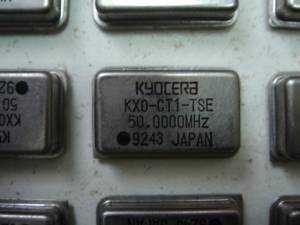 KYOCERA
KXO-CT1-TSE
50.0000MHz
9243 JAPAN